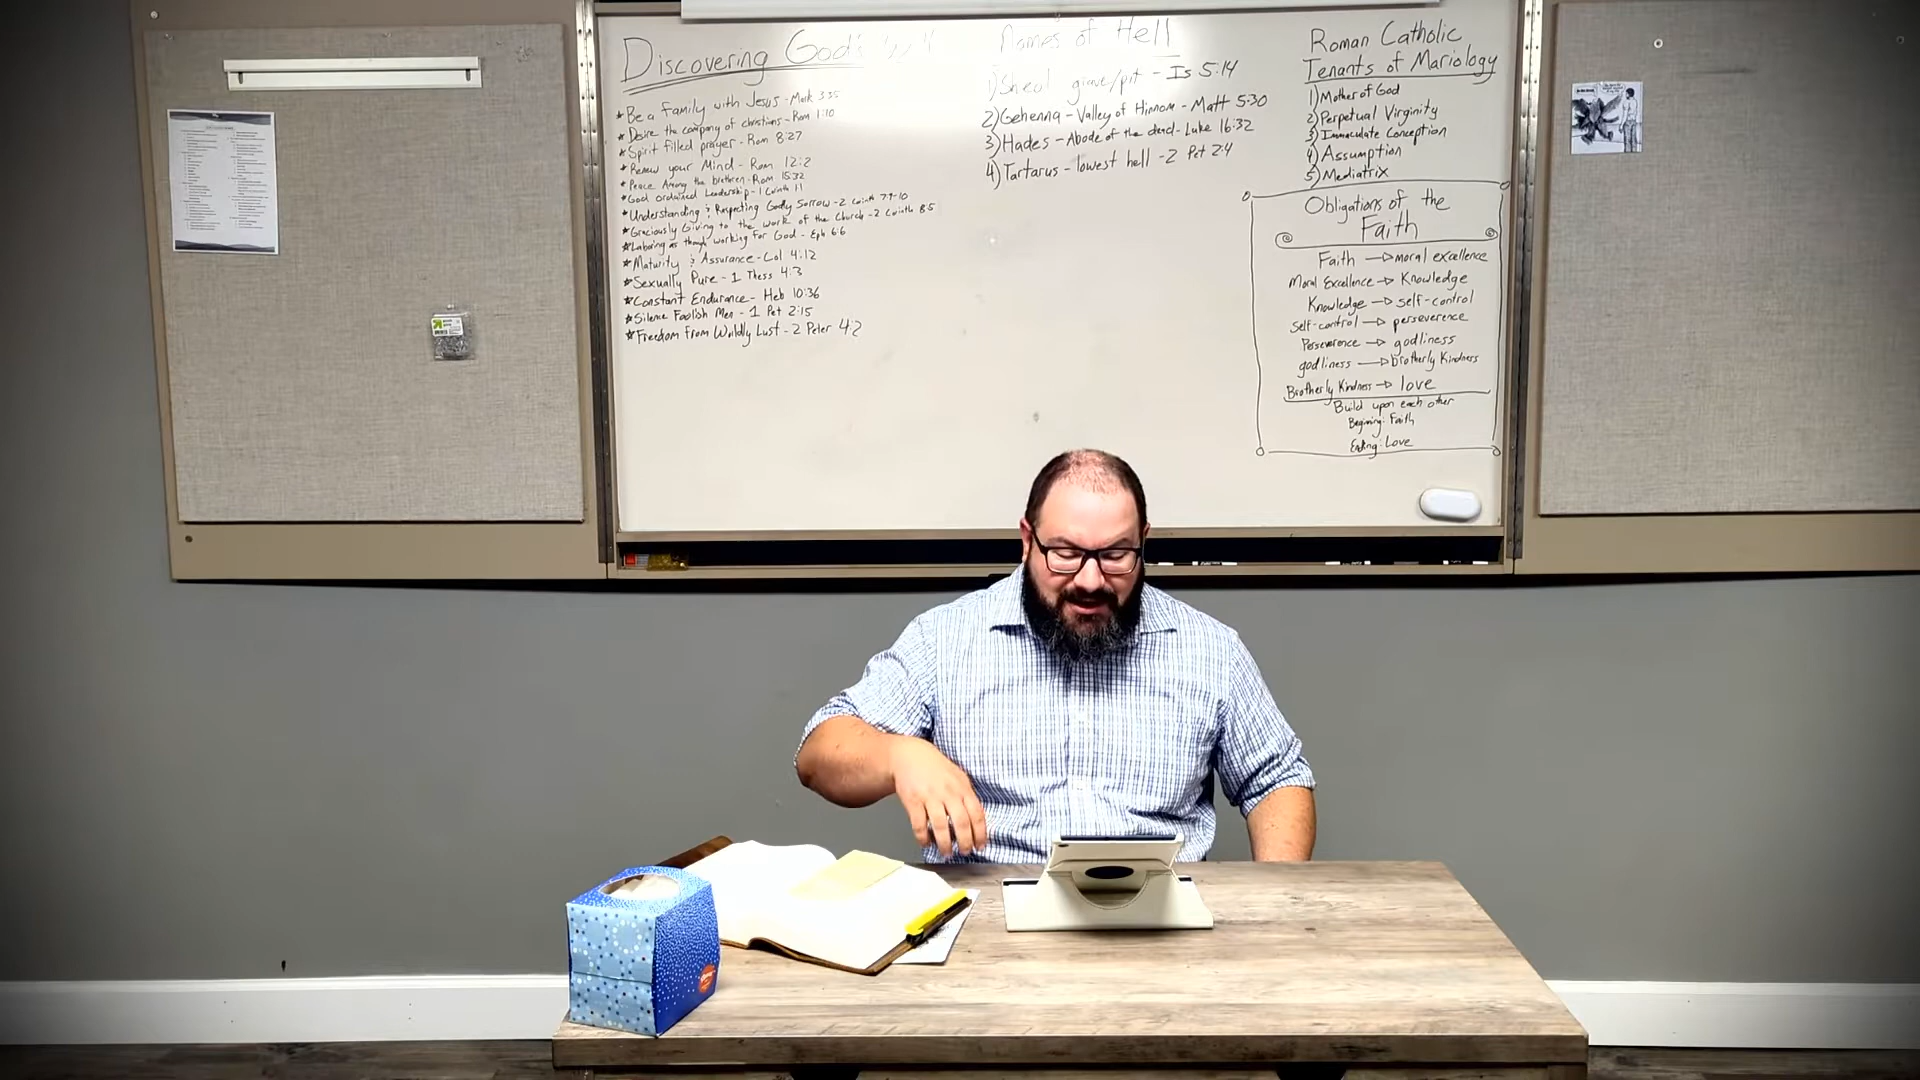 Discovering God's Will
* Be a family with Jesus - Mark 3:35
* Desire the company of christians - Rom 1:10
* Spirit filled prayer - Rom 8:27
* Renew your Mind - Rom 12:2
* Peace Among the brethren - Rom 15:32
* God ordained Leadership - 1 Corinth 1:1
* Understanding & Respecting Godly Sorrow - 2 Corinth 7:9-10
* Graciously Giving to the work of the Church - 2 Corinth 8:5
* Laboring as though working for God - Eph 6:6
* Maturity & Assurance - Col 4:12
* Sexually Pure - 1 Thess 4:3
* Constant Endurance - Heb 10:36
* Silence Foolish Men - 1 Pet 2:15
* Freedom from Worldly Lust - 2 Peter 4:2
Names of Hell
1) Sheol grave/pit - Is 5:14
2) Gehenna - Valley of Hinnom - Matt 5:30
3) Hades - Abode of the dead - Luke 16:32
4) Tartarus - lowest hell - 2 Pet 2:4
Roman Catholic
Tenants of Mariology
1) Mother of God
2) Perpetual Virginity
3) Immaculate Conception
4) Assumption
5) Mediatrix
Obligations of the
Faith
Faith → moral excellence
Moral Excellence → Knowledge
Knowledge → self-control
Self-control → perseverence
Perseverence → godliness
godliness → brotherly Kindness
Brotherly Kindness → love
Build upon each other
Beginning: Faith
Ending: Love